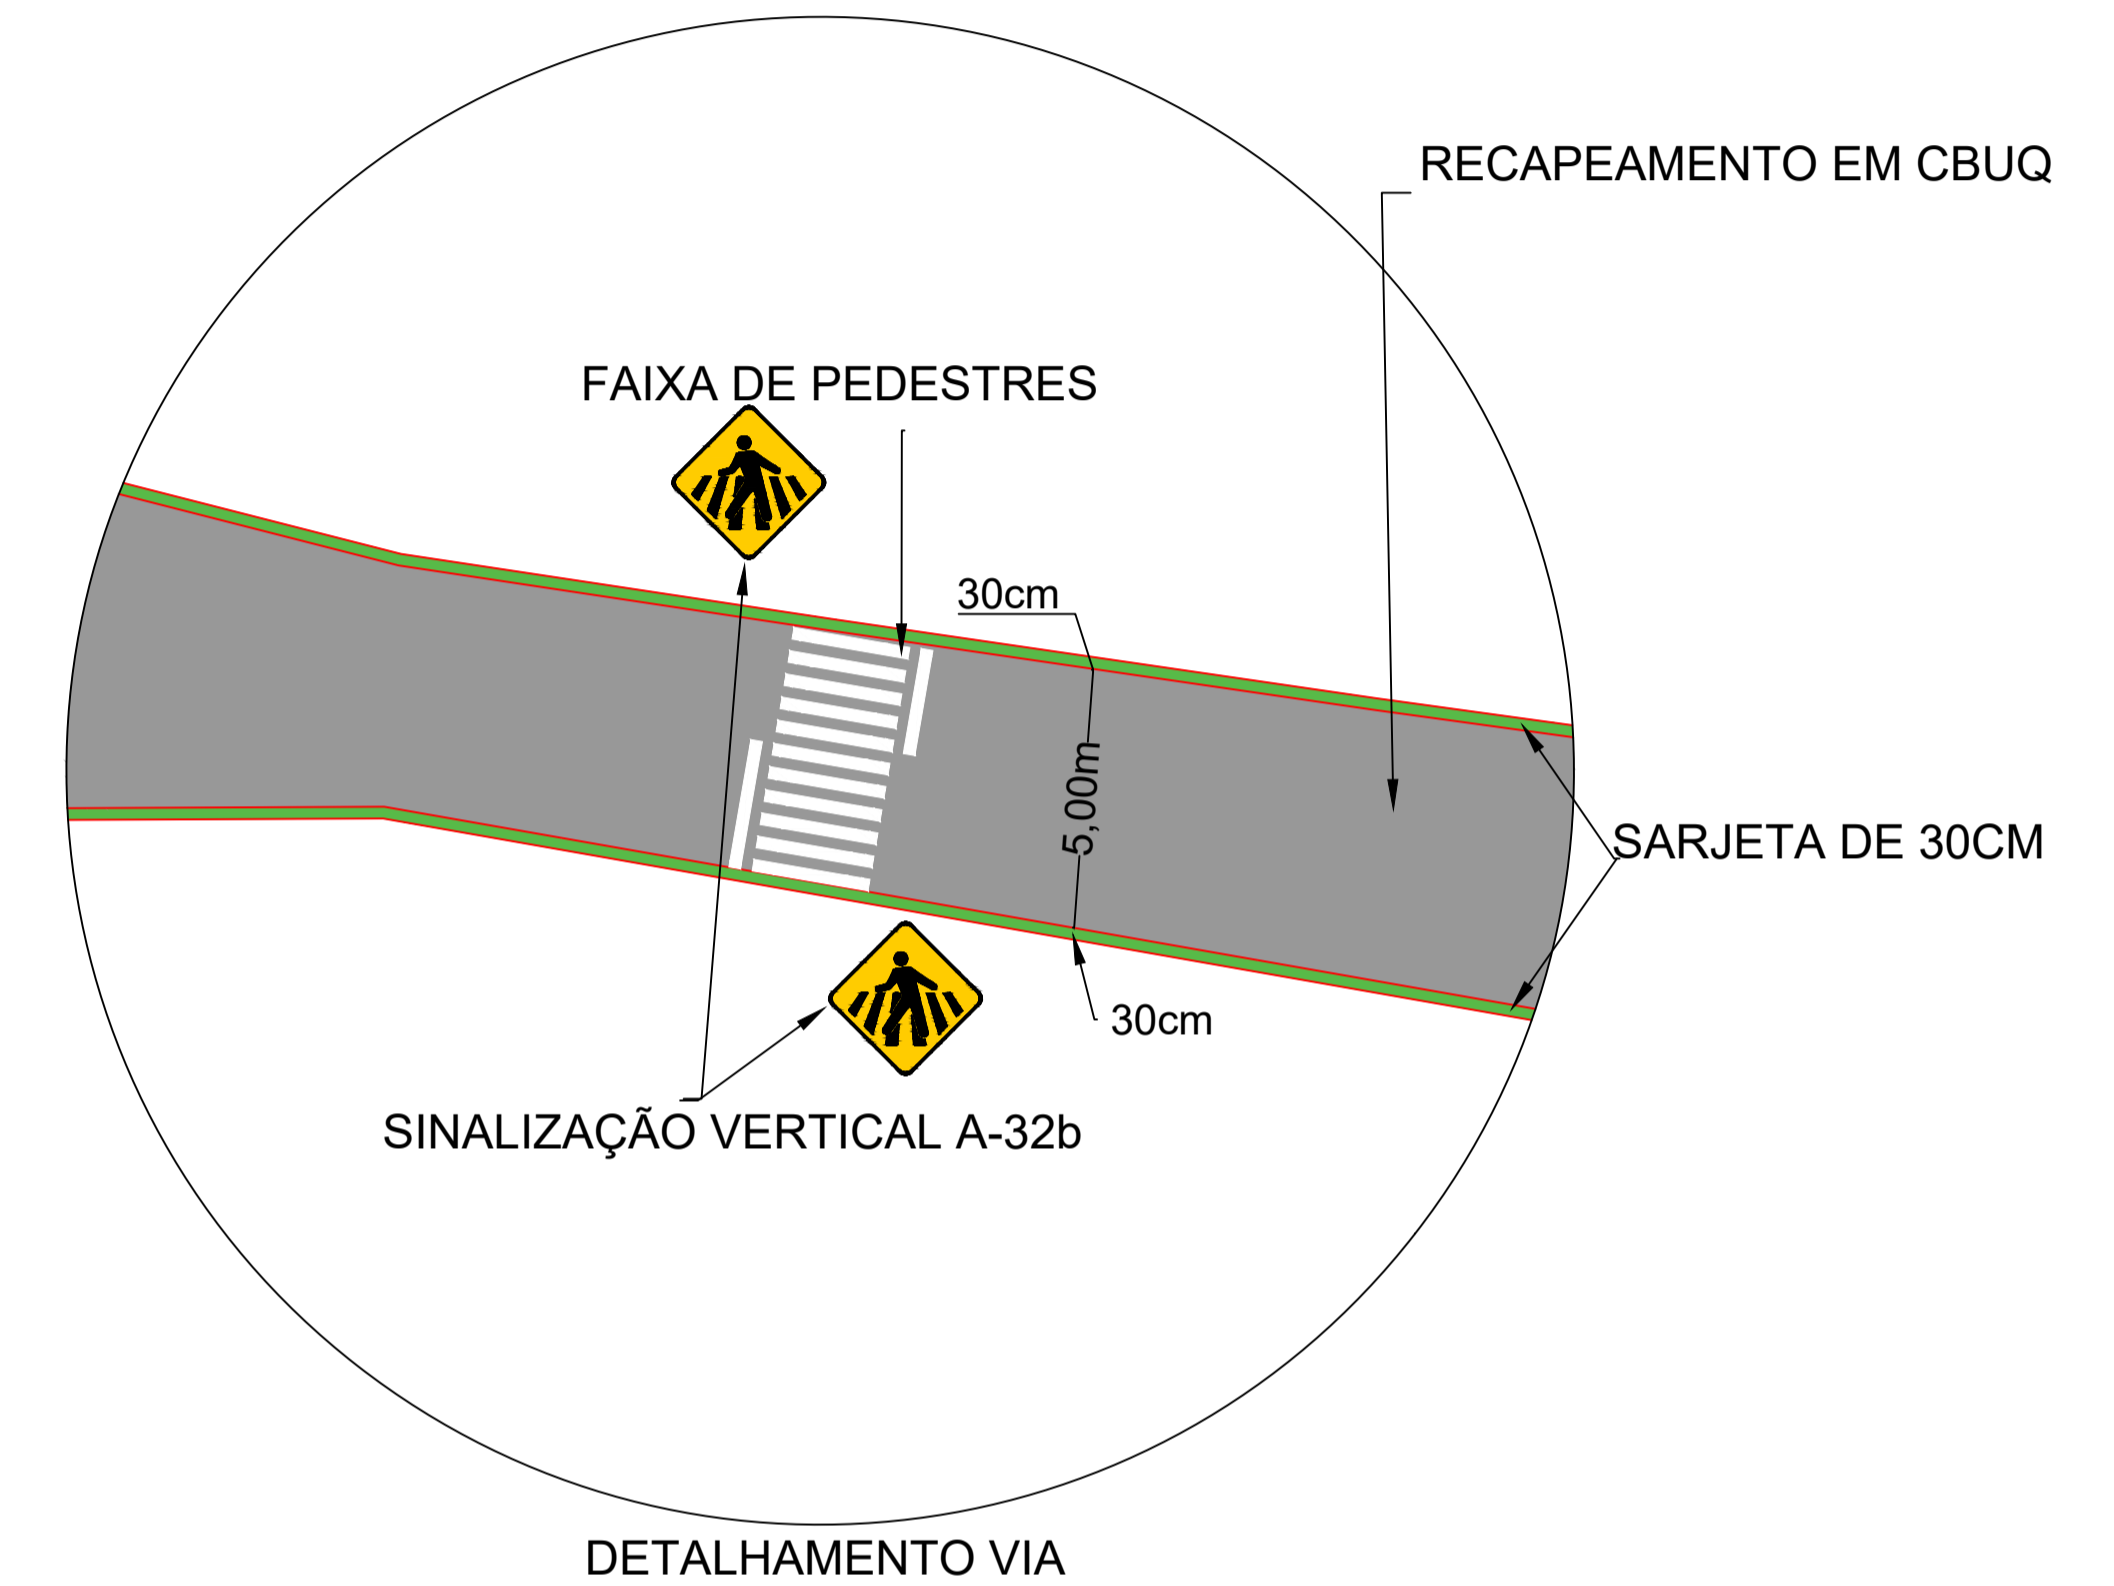 RECAPEAMENTO EM CBUQ
FAIXA DE PEDESTRES
30cm
5,00m
SARJETA DE 30CM
30cm
SINALIZAÇÃO VERTICAL A-32b
DETALHAMENTO VIA